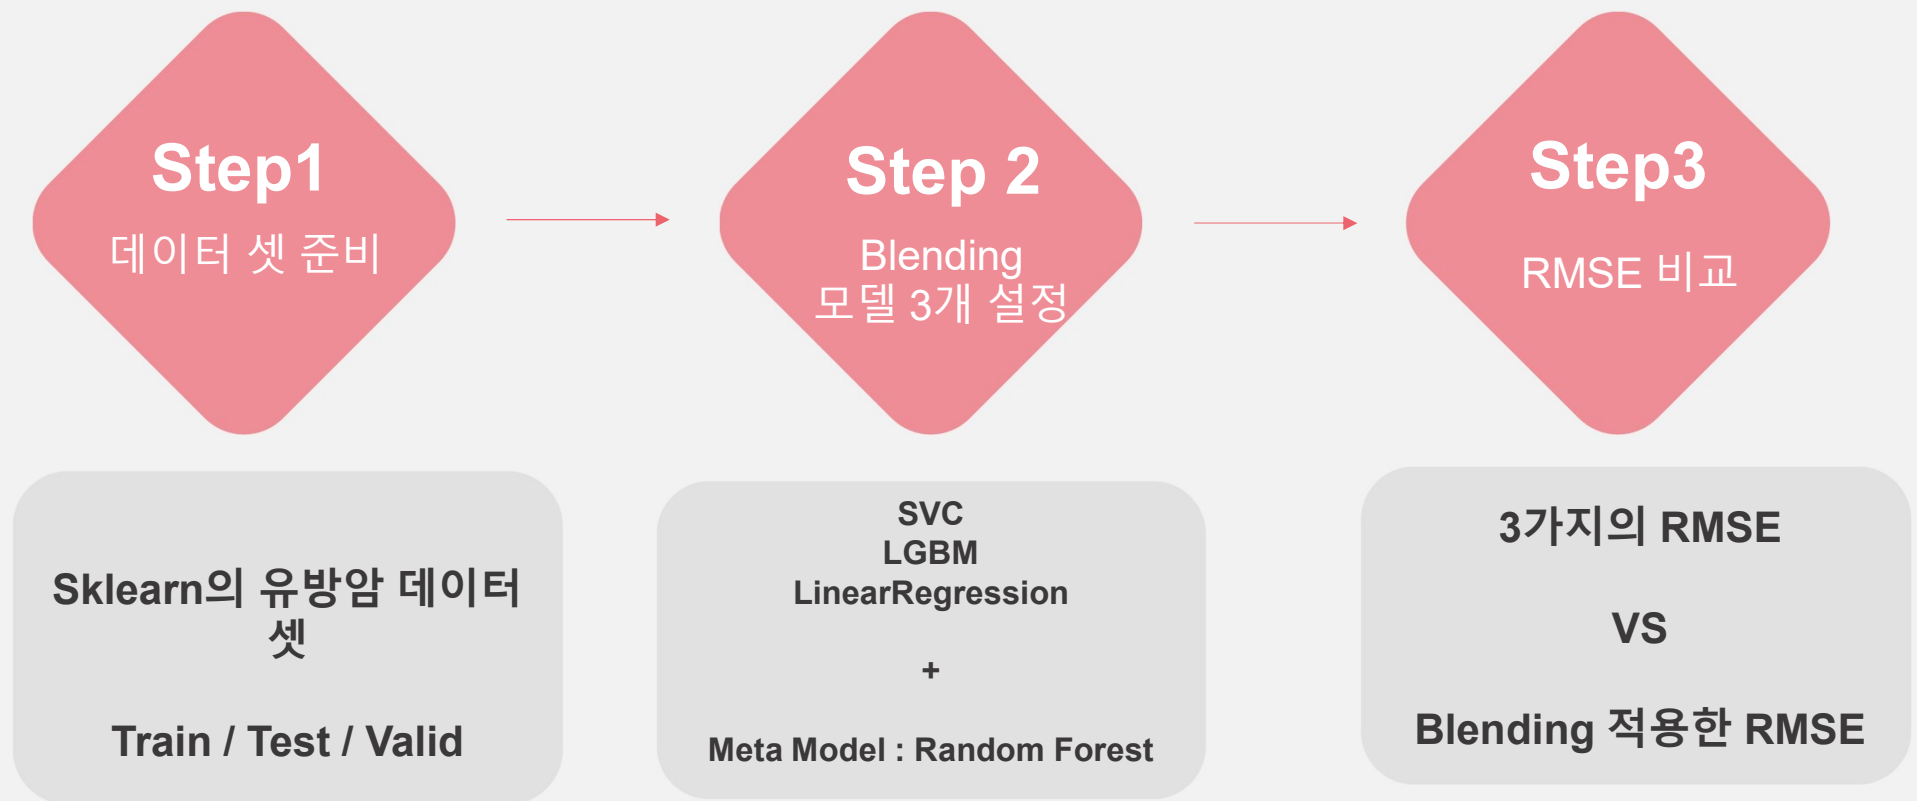 Step1
데이터 셋 준비
Sklearn의 유방암 데이터
셋
Train / Test / Valid
Step 2
Blending
모델 3개 설정
SVC
LGBM
LinearRegression
+
Meta Model : Random Forest
Step3
RMSE 비교
3가지의 RMSE
VS
Blending 적용한 RMSE